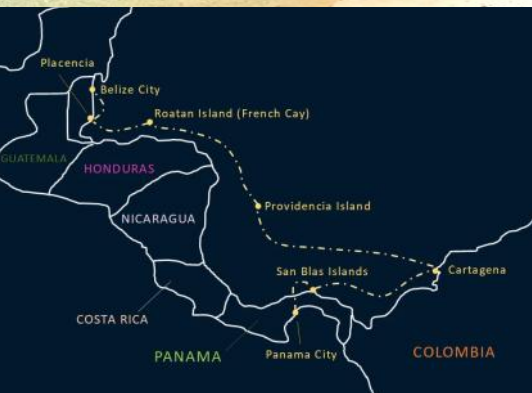 Placencia
Belize City
Roatan Island (French Cay)
GUATEMALA
HONDURAS
NICARAGUA
Providencia Island
San Blas Islands
Cartagena
COSTA RICA
PANAMA
Panama City
COLOMBIA